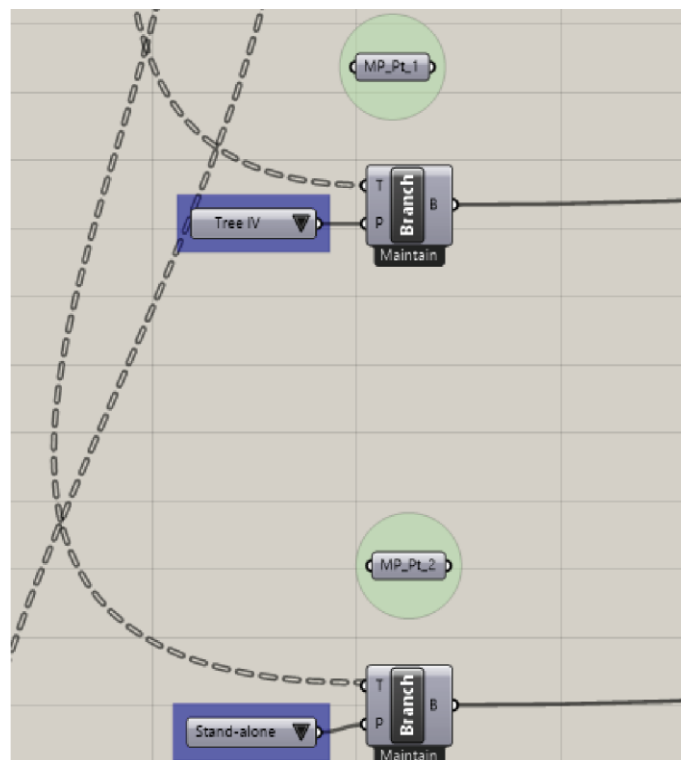 MP_Pt_1
T
Branch
B
Tree IV
P
Maintain
MP_Pt_2
T
Branch
B
Stand-alone
P
Maintain